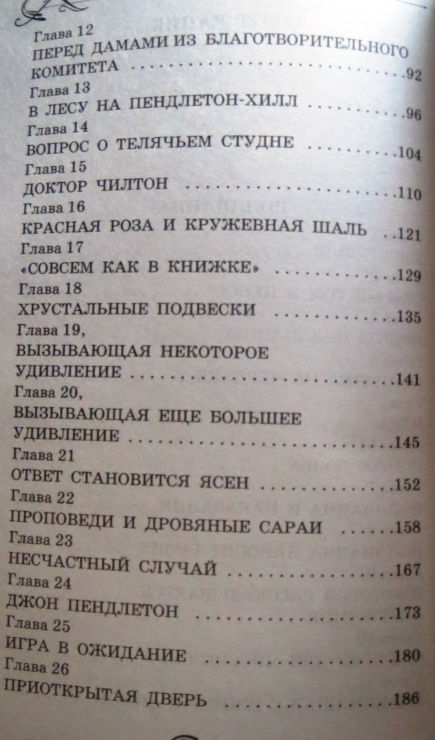 Глава 12
ПЕРЕД ДАМАМИ ИЗ БЛАГОТВОРИТЕЛЬНОГО
КОМИТЕТА ..............................92
Глава 13
В ЛЕСУ НА ПЕНДЛЕТОН-ХИЛЛ ..........96
Глава 14
ВОПРОС О ТЕЛЯЧЬЕМ СТУДНЕ ..........104
Глава 15
ДОКТОР ЧИЛТОН ......................110
Глава 16
КРАСНАЯ РОЗА И КРУЖЕВНАЯ ШАЛЬ ..121
Глава 17
«СОВСЕМ КАК В КНИЖКЕ» .............129
Глава 18
ХРУСТАЛЬНЫЕ ПОДВЕСКИ ..............135
Глава 19,
ВЫЗЫВАЮЩАЯ НЕКОТОРОЕ
УДИВЛЕНИЕ ..........................141
Глава 20,
ВЫЗЫВАЮЩАЯ ЕЩЕ БОЛЬШЕЕ
УДИВЛЕНИЕ ..........................145
Глава 21
ОТВЕТ СТАНОВИТСЯ ЯСЕН .............152
Глава 22
ПРОПОВЕДИ И ДРОВЯНЫЕ САРАИ .......158
Глава 23
НЕСЧАСТНЫЙ СЛУЧАЙ .................167
Глава 24
ДЖОН ПЕНДЛЕТОН .....................173
Глава 25
ИГРА В ОЖИДАНИЕ ....................180
Глава 26
ПРИОТКРЫТАЯ ДВЕРЬ ..................186